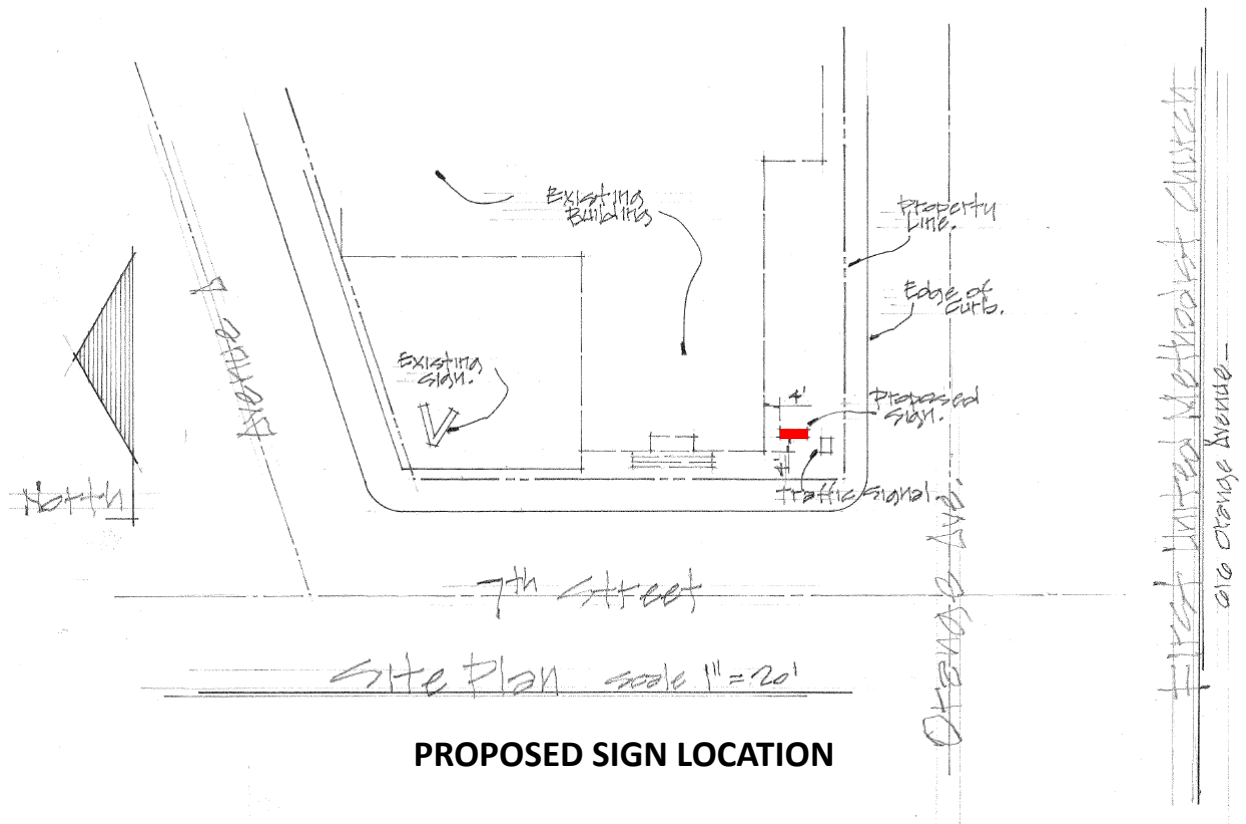 Existing
Building
Property
Line.
Edge of
Curb.
Avenue D
Existing
Sign.
4'
Proposed
Sign.
4'
Traffic Signal.
North
7th Street
Orange Ave.
Site Plan scale 1" = 20'
PROPOSED SIGN LOCATION
First United Methodist Church
616 Orange Avenue